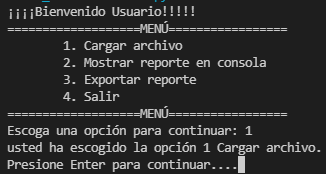 ¡¡¡¡Bienvenido Usuario!!!!!
===================MENÚ=================
1. Cargar archivo
2. Mostrar reporte en consola
3. Exportar reporte
4. Salir
===================MENÚ=================
Escoga una opción para continuar: 1
usted ha escogido la opción 1 Cargar archivo.
Presione Enter para continuar....